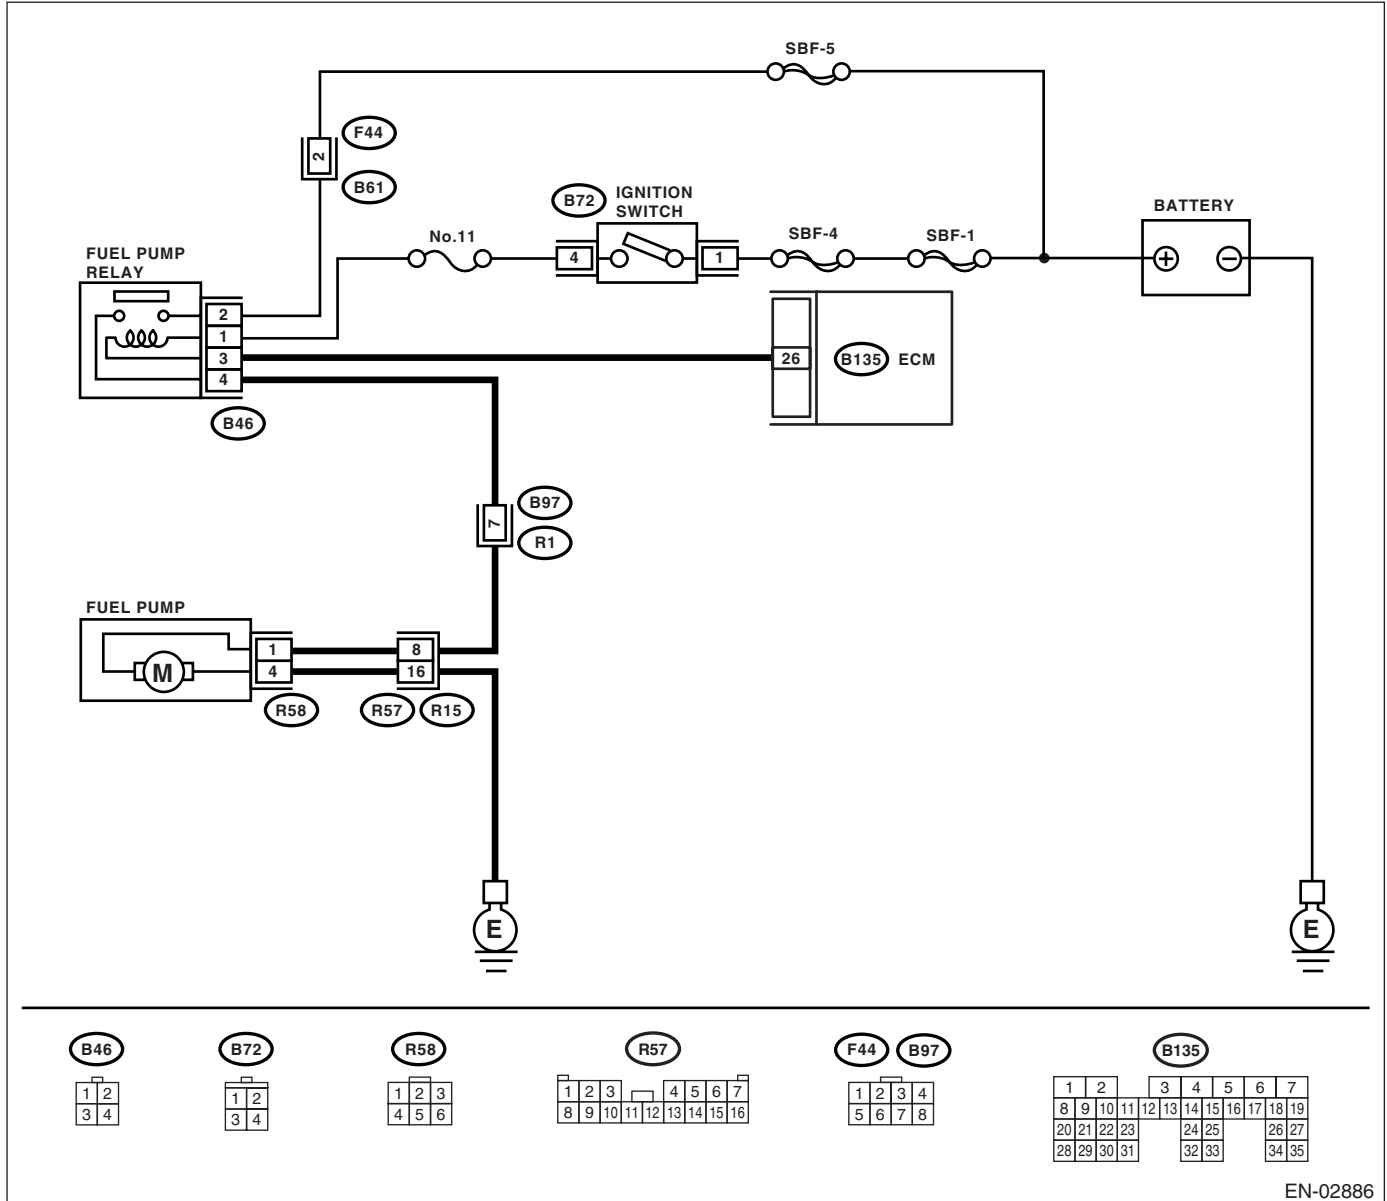 SBF-5
F44
2
B61
B72
IGNITION
SWITCH
BATTERY
No.11
SBF-4
SBF-1
FUEL PUMP
RELAY
4
1
+
−
2
1
3
4
26
B135
ECM
B46
B97
7
R1
FUEL PUMP
M
1
4
8
16
R58
R57
R15
E
E
B46
B72
R58
R57
F44
B97
B135
1 2
3 4
1 2
3 4
1 2 3
4 5 6
1 2 3 4 5 6 7
8 9 10 11 12 13 14 15 16
1 2 3 4
5 6 7 8
1 2 3 4 5 6 7
8 9 10 11 12 13 14 15 16 17 18 19
20 21 22 23 24 25 26 27
28 29 30 31 32 33 34 35
EN-02886